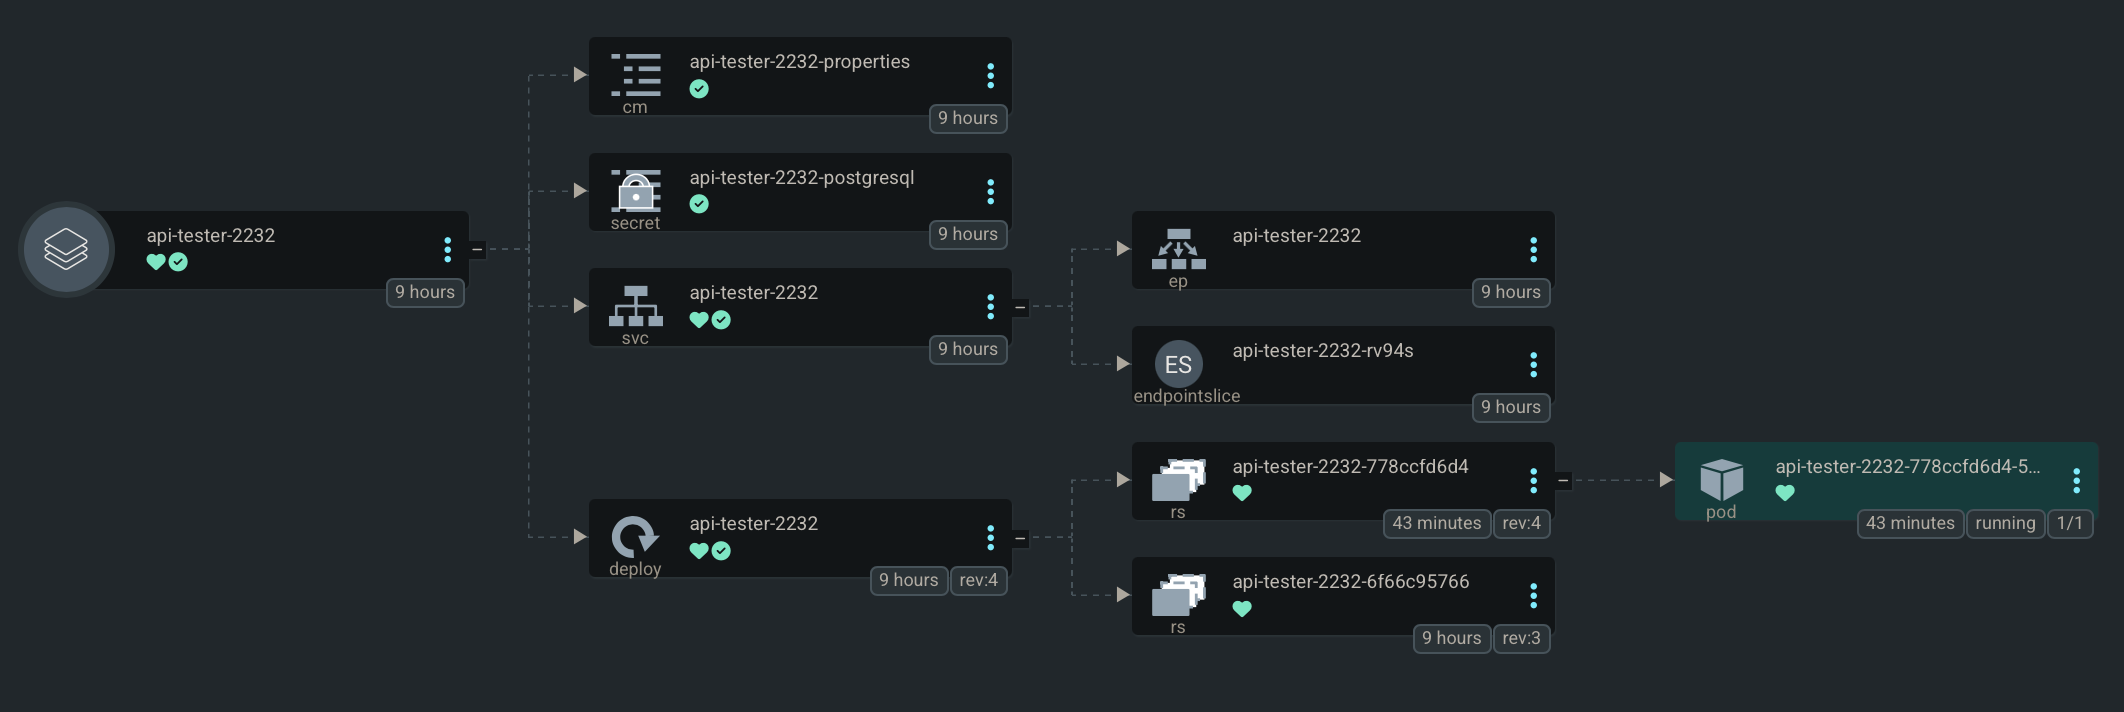 api-tester-2232
9 hours
api-tester-2232-properties
cm
9 hours
api-tester-2232-postgresql
secret
9 hours
api-tester-2232
svc
9 hours
api-tester-2232
deploy
9 hours rev:4
api-tester-2232
ep
9 hours
ES
api-tester-2232-rv94s
endpointslice
9 hours
api-tester-2232-778ccfd6d4
rs
43 minutes rev:4
api-tester-2232-6f66c95766
rs
9 hours rev:3
api-tester-2232-778ccfd6d4-5...
pod
43 minutes running 1/1